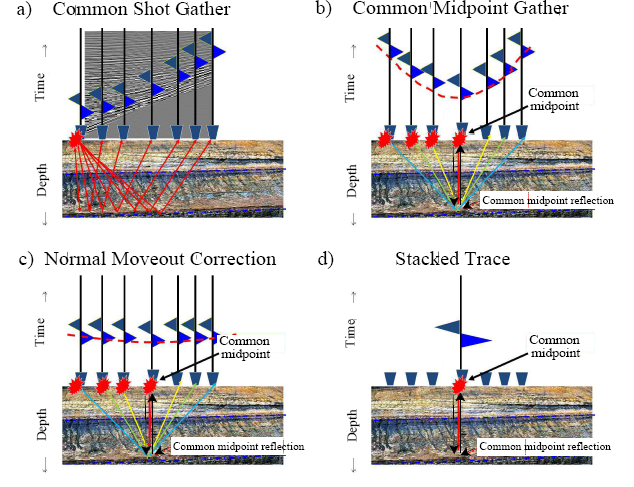 a) Common Shot Gather
b) Common Midpoint Gather
Time
Time
Common
midpoint
Depth
Depth
Common midpoint reflection
c) Normal Moveout Correction
d) Stacked Trace
Time
Time
Common
midpoint
Common
midpoint
Depth
Depth
Common midpoint reflection
Common midpoint reflection